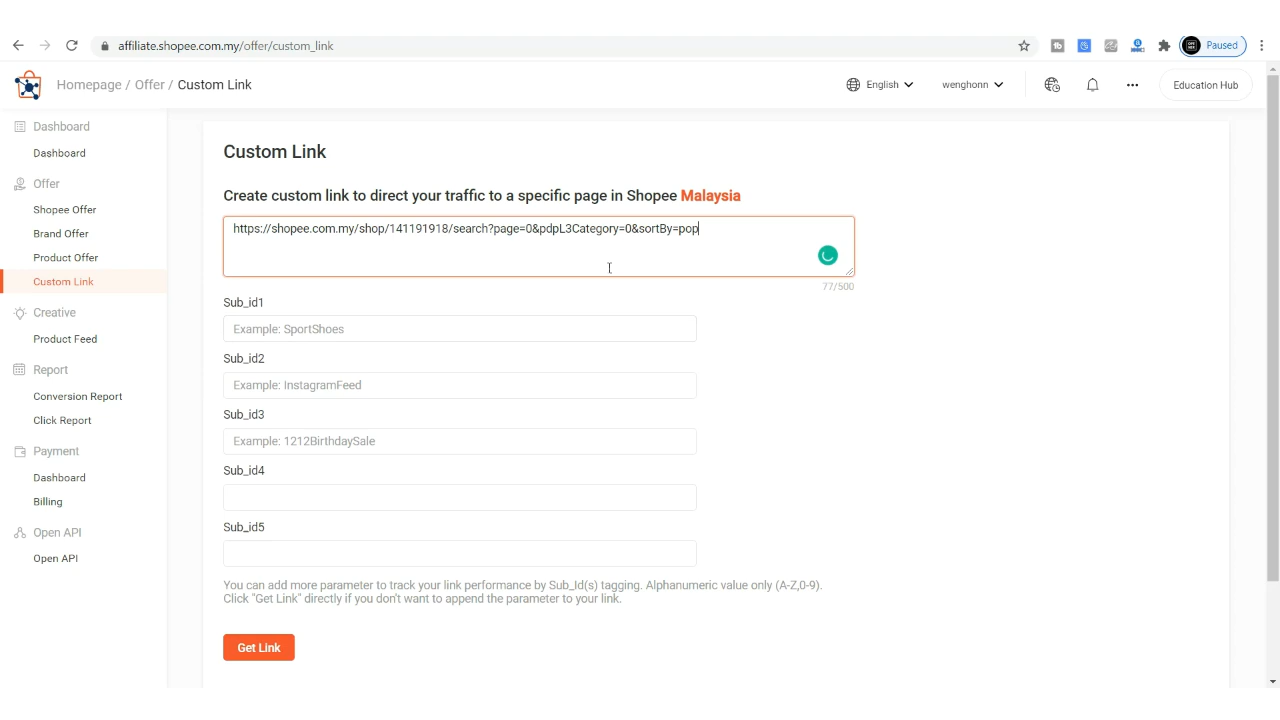 affiliate.shopee.com.my/offer/custom_link
Paused
Homepage / Offer / Custom Link
English
wenghonn
Education Hub
Dashboard
Dashboard
Offer
Shopee Offer
Brand Offer
Product Offer
Custom Link
Creative
Product Feed
Report
Conversion Report
Click Report
Payment
Dashboard
Billing
Open API
Open API
Custom Link
Create custom link to direct your traffic to a specific page in Shopee Malaysia
https://shopee.com.my/shop/141191918/search?page=0&pdpL3Category=0&sortBy=pop
77/500
Sub_id1
Example: SportShoes
Sub_id2
Example: InstagramFeed
Sub_id3
Example: 1212BirthdaySale
Sub_id4
Sub_id5
You can add more parameter to track your link performance by Sub_Id(s) tagging. Alphanumeric value only (A-Z,0-9).
Click "Get Link" directly if you don't want to append the parameter to your link.
Get Link